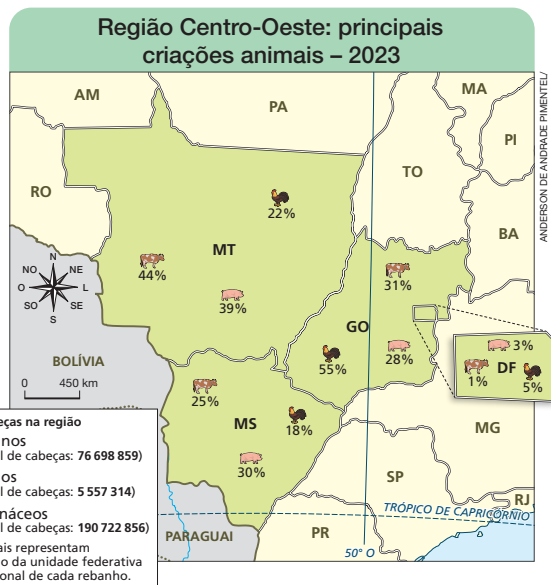 Região Centro-Oeste: principais
criações animais – 2023
ANDERSON DE ANDRADE PIMENTEL/
AM
PA
MA
PI
TO
RO
BA
22%
MT
N
NO
NE
O
L
SO
SE
S
44%
39%
31%
GO
55%
28%
3%
DF
1%
5%
BOLÍVIA
0
450 km
25%
MS
18%
30%
MG
SP
RJ
TRÓPICO DE CAPRICÓRNIO
PARAGUAI
PR
50° O
eças na região
nos
l de cabeças: 76 698 859)
os
l de cabeças: 5 557 314)
náceos
l de cabeças: 190 722 856)
ais representam
o da unidade federativa
onal de cada rebanho.